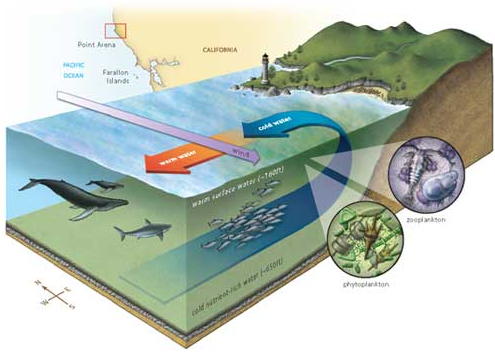 Point Arena
CALIFORNIA
PACIFIC
OCEAN
Farallon
Islands
cold water
warm water
wind
warm surface water (~160ft)
zooplankton
phytoplankton
cold nutrient-rich water (~650ft)